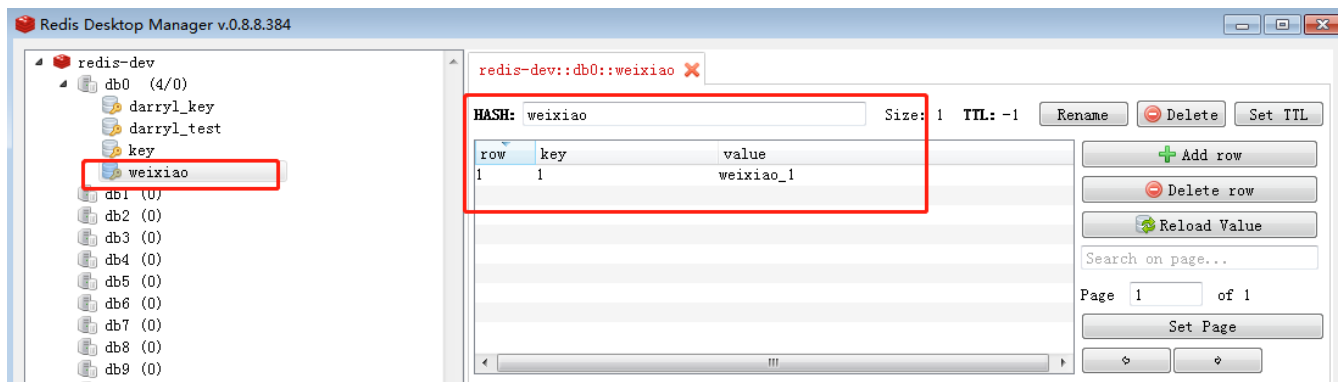 Redis Desktop Manager v.0.8.8.384
redis-dev
db0 (4/0)
darryl_key
darryl_test
key
weixiao
db1 (0)
db2 (0)
db3 (0)
db4 (0)
db5 (0)
db6 (0)
db7 (0)
db8 (0)
db9 (0)
redis-dev::db0::weixiao
HASH: weixiao Size: 1 TTL: -1 Rename Delete Set TTL
row key value
1 1 weixiao_1
Add row
Delete row
Reload Value
Search on page...
Page 1 of 1
Set Page